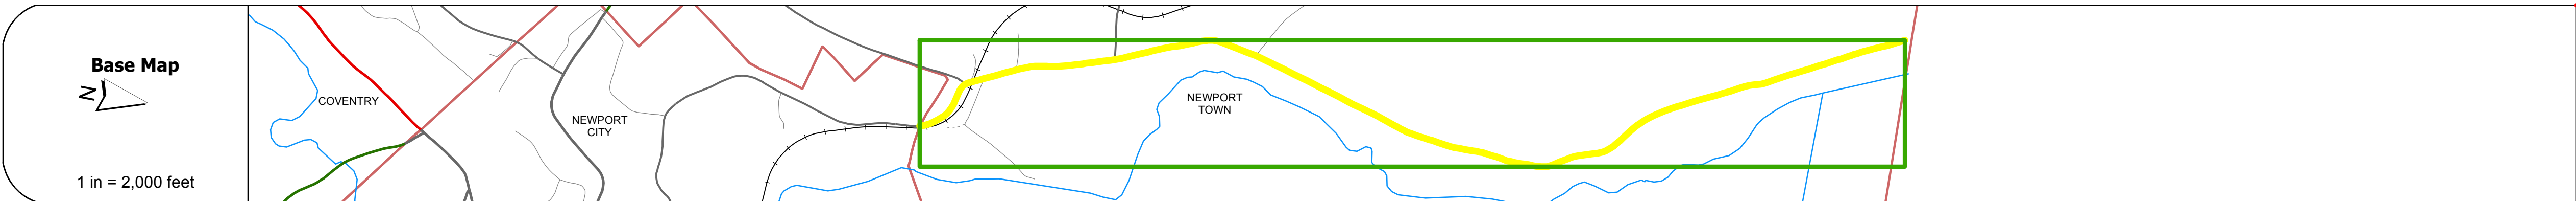 Base Map
N
1 in = 2,000 feet
COVENTRY
NEWPORT
CITY
NEWPORT
TOWN